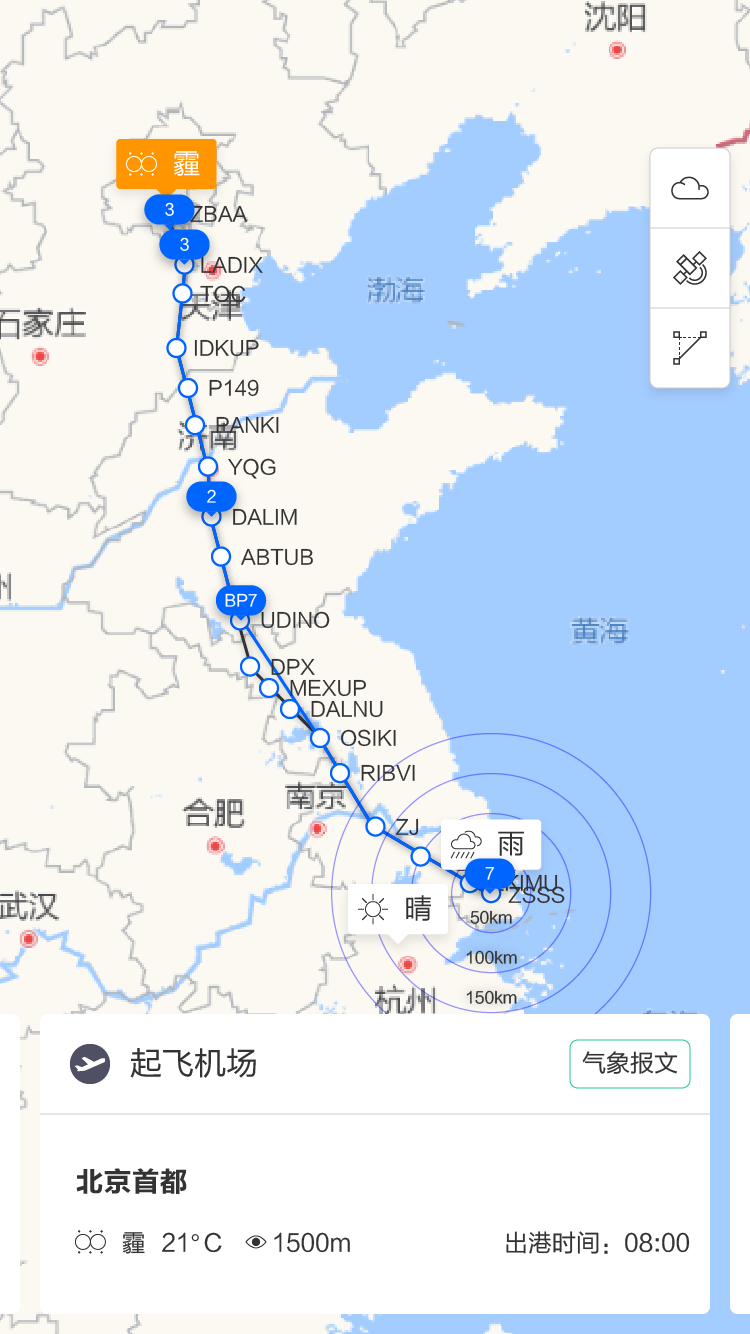 沈阳
霾
3
ZBAA
3
LADIX
TOC
天津
渤海
石家庄
IDKUP
P149
PANKI
济南
YQG
2
DALIM
ABTUB
州
BP7
UDINO
黄海
DPX
MEXUP
DALNU
OSIKI
RIBVI
南京
合肥
ZJ
雨
7
ZSSS
武汉
晴
50km
100km
150km
杭州
起飞机场
气象报文
北京首都
霾 21°C 1500m
出港时间：08:00